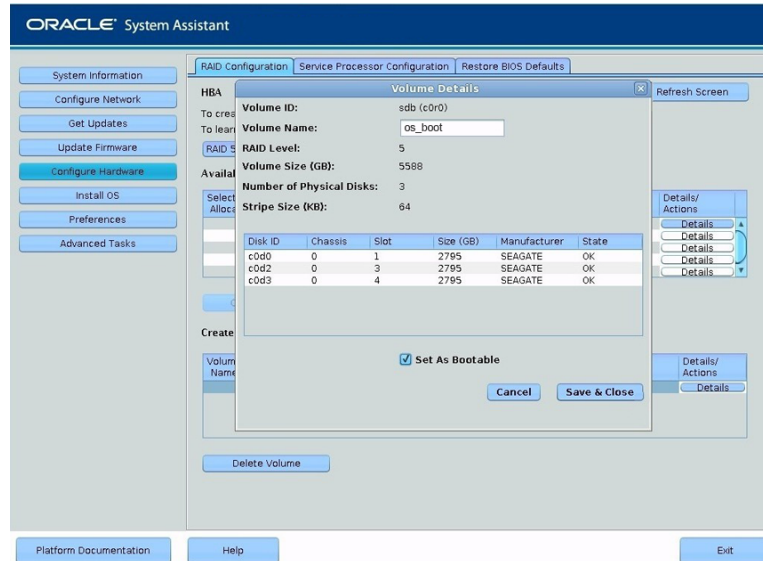 ORACLE System Assistant
System Information
Configure Network
Get Updates
Update Firmware
Configure Hardware
Install OS
Preferences
Advanced Tasks
RAID Configuration Service Processor Configuration Restore BIOS Defaults
HBA
Refresh Screen
To crea
To lear
RAID S
Availa
Select
Alloca
Details/
Actions
Details
Details
Details
Details
Details
Create
Volum
Name
Details/
Actions
Details
Volume Details
Volume ID: sdb (c0r0)
Volume Name: os_boot
RAID Level: 5
Volume Size (GB): 5588
Number of Physical Disks: 3
Stripe Size (KB): 64
Disk ID Chassis Slot Size (GB) Manufacturer State
c0d0 0 1 2795 SEAGATE OK
c0d2 0 3 2795 SEAGATE OK
c0d3 0 4 2795 SEAGATE OK
Set As Bootable
Cancel Save & Close
Delete Volume
Platform Documentation Help Exit